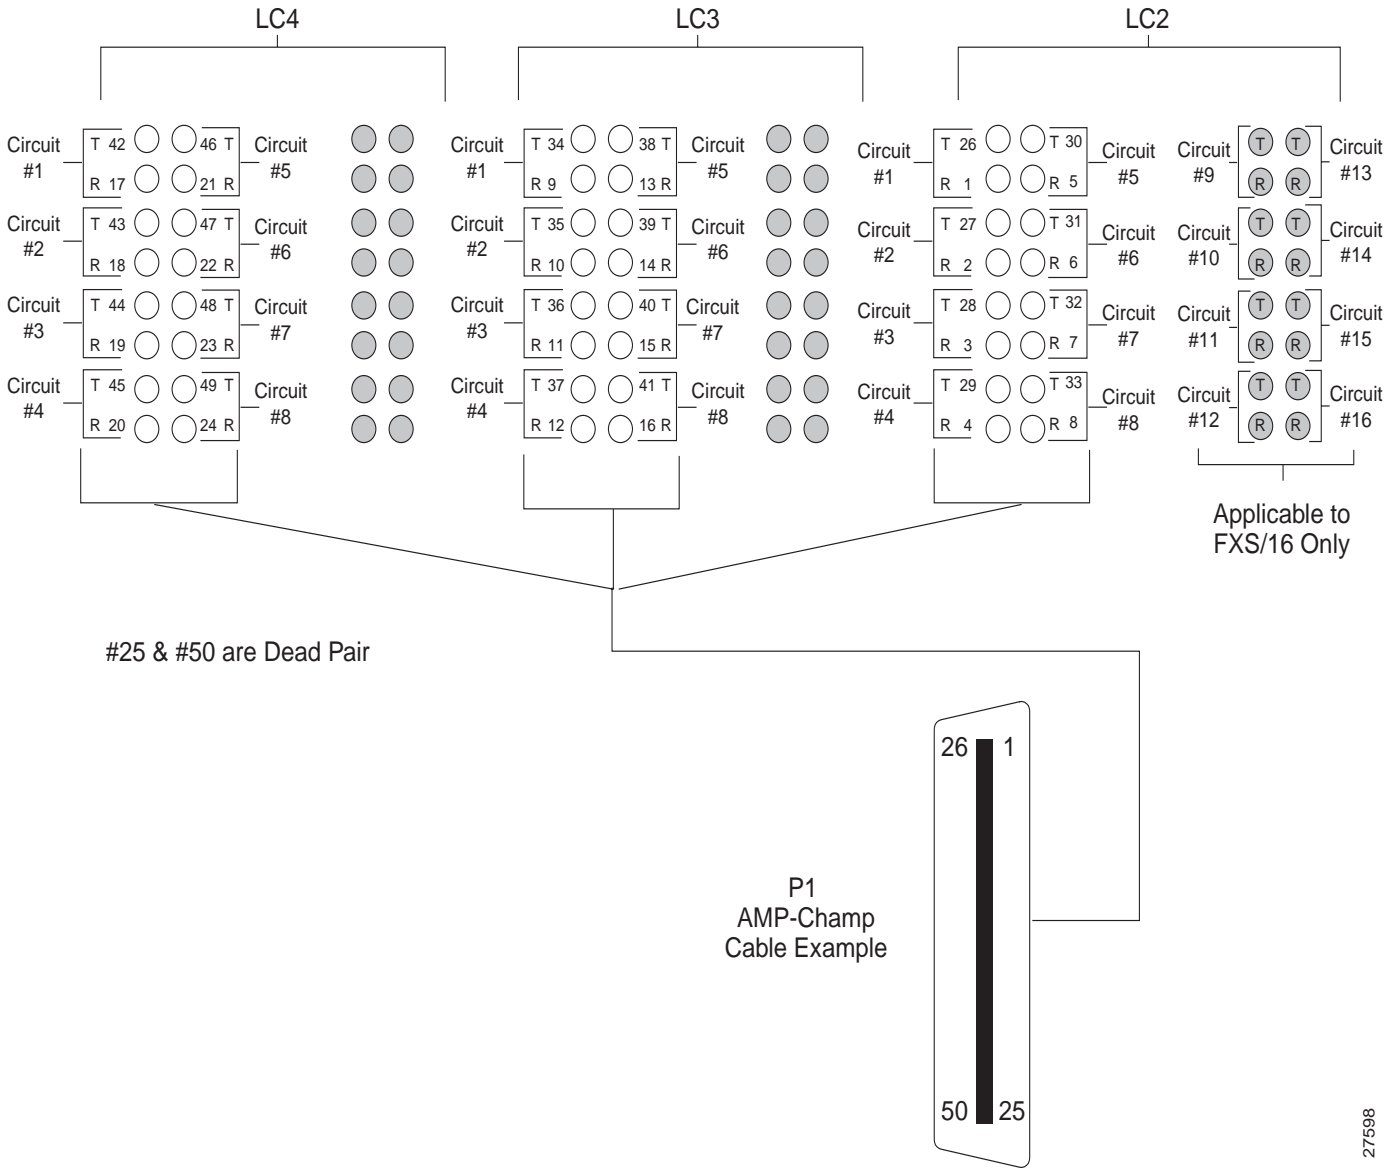 LC4 LC3 LC2
Circuit #1 T 42 46 T Circuit #5
R 17 21 R
Circuit #2 T 43 47 T Circuit #6
R 18 22 R
Circuit #3 T 44 48 T Circuit #7
R 19 23 R
Circuit #4 T 45 49 T Circuit #8
R 20 24 R
Circuit #1 T 34 38 T Circuit #5
R 9 13 R
Circuit #2 T 35 39 T Circuit #6
R 10 14 R
Circuit #3 T 36 40 T Circuit #7
R 11 15 R
Circuit #4 T 37 41 T Circuit #8
R 12 16 R
Circuit #1 T 26 T 30 Circuit #5
R 1 R 5
Circuit #2 T 27 T 31 Circuit #6
R 2 R 6
Circuit #3 T 28 T 32 Circuit #7
R 3 R 7
Circuit #4 T 29 T 33 Circuit #8
R 4 R 8
Circuit #9 T T Circuit #13
R R
Circuit #10 T T Circuit #14
R R
Circuit #11 T T Circuit #15
R R
Circuit #12 T T Circuit #16
R R
Applicable to
FXS/16 Only
#25 & #50 are Dead Pair
26 1
P1
AMP-Champ
Cable Example
50 25
27598